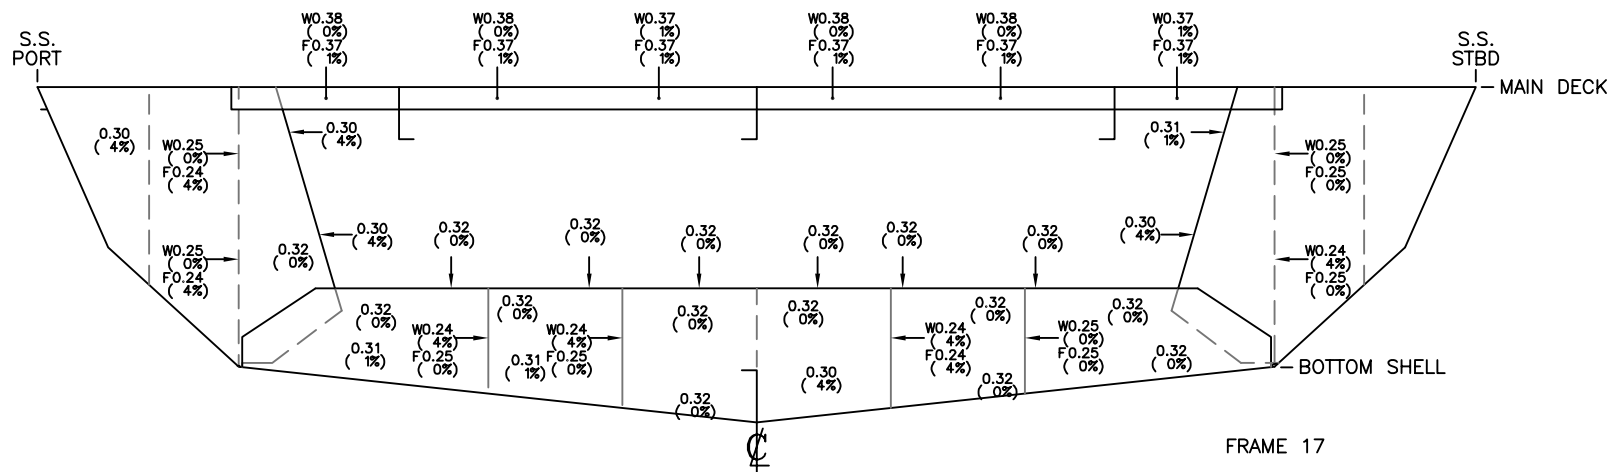 W0.38
( 0%)
F0.37
( 1%)
W0.38
( 0%)
F0.37
( 1%)
W0.37
( 1%)
F0.37
( 1%)
W0.38
( 0%)
F0.37
( 1%)
W0.38
( 0%)
F0.37
( 1%)
W0.37
( 1%)
F0.37
( 1%)
S.S.
PORT
S.S.
STBD
MAIN DECK
0.30
( 4%)
W0.25
( 0%)
F0.24
( 4%)
0.30
( 4%)
0.31
( 1%)
W0.25
( 0%)
F0.25
( 0%)
W0.25
( 0%)
F0.24
( 4%)
0.32
( 0%)
0.30
( 4%)
0.32
( 0%)
0.32
( 0%)
0.32
( 0%)
0.32
( 0%)
0.32
( 0%)
0.32
( 0%)
0.30
( 4%)
W0.24
( 4%)
F0.25
( 0%)
0.32
( 0%)
0.32
( 0%)
0.32
( 0%)
0.32
( 0%)
0.32
( 0%)
0.32
( 0%)
0.31
( 1%)
W0.24
( 4%)
F0.25
( 0%)
0.31
( 1%)
W0.24
( 4%)
F0.25
( 0%)
0.32
( 0%)
0.30
( 4%)
W0.24
( 4%)
F0.24
( 4%)
0.32
( 0%)
W0.25
( 0%)
F0.25
( 0%)
0.32
( 0%)
BOTTOM SHELL
℄
FRAME 17